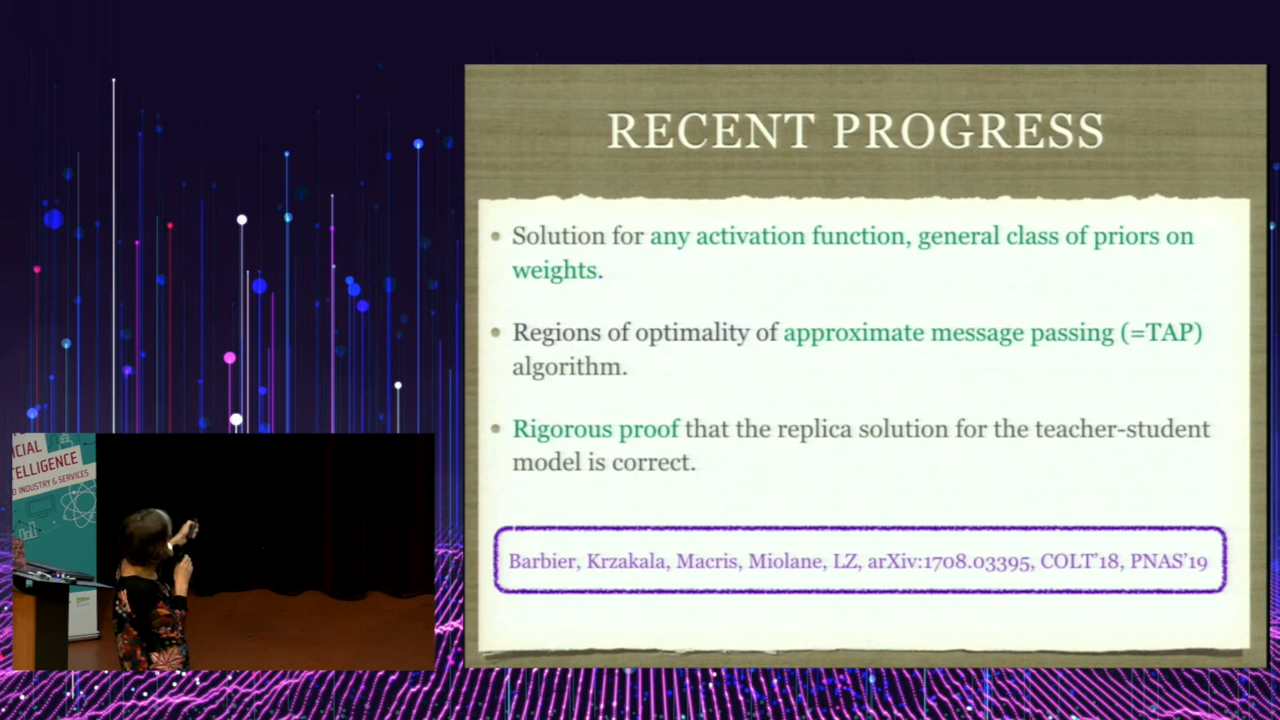 RECENT PROGRESS
• Solution for any activation function, general class of priors on
weights.
• Regions of optimality of approximate message passing (=TAP)
algorithm.
• Rigorous proof that the replica solution for the teacher-student
model is correct.
Barbier, Krzakala, Macris, Miolane, LZ, arXiv:1708.03395, COLT'18, PNAS'19
ICIAL
TELLIGENCE
INDUSTRY & SERVICES